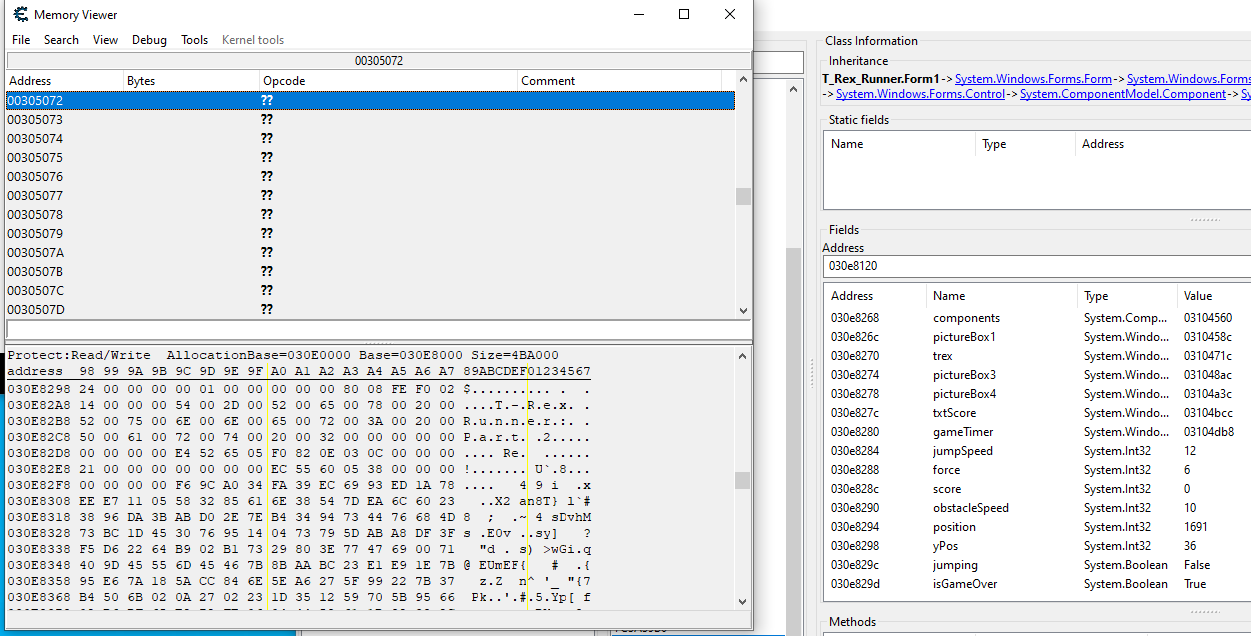 Memory Viewer
File Search View Debug Tools Kernel tools
00305072
Address Bytes Opcode Comment
00305072 ??
00305073 ??
00305074 ??
00305075 ??
00305076 ??
00305077 ??
00305078 ??
00305079 ??
0030507A ??
0030507B ??
0030507C ??
0030507D ??
Protect:Read/Write AllocationBase=030E0000 Base=030E8000 Size=4BA000
address 98 99 9A 9B 9C 9D 9E 9F A0 A1 A2 A3 A4 A5 A6 A7 89ABCDEF01234567
030E8298 24 00 00 00 00 01 00 00 00 00 00 80 08 FE F0 02 $.......... . .
030E82A8 14 00 00 00 54 00 2D 00 52 00 65 00 78 00 20 00 ....T.-.R.e.x. .
030E82B8 52 00 75 00 6E 00 6E 00 65 00 72 00 3A 00 20 00 R.u.n.n.e.r.:. .
030E82C8 50 00 61 00 72 00 74 00 20 00 32 00 00 00 00 00 P.a.r.t. .2.....
030E82D8 00 00 00 00 E4 52 65 05 F0 82 0E 03 0C 00 00 00 .... Re. ......
030E82E8 21 00 00 00 00 00 00 00 EC 55 60 05 38 00 00 00 !....... U`.8...
030E82F8 00 00 00 00 F6 9C A0 34 FA 39 EC 69 93 ED 1A 78 .... 4 9 i .x
030E8308 EE E7 11 05 58 32 85 61 6E 38 54 7D EA 6C 60 23 ..X2 an8T} l`#
030E8318 38 96 DA 3B AB D0 2E 7E B4 34 94 73 44 76 68 4D 8 ; .~ 4 sDvhM
030E8328 73 BC 1D 45 30 76 95 14 04 73 79 5D AB A8 DF 3F s .E0v ..sy] ?
030E8338 F5 D6 22 64 B9 02 B1 73 29 80 3E 77 47 69 00 71 "d . s) >wGi.q
030E8348 40 9D 45 55 6D 45 46 7B 8B AA BC 23 E1 E9 1E 7B @ EUmEF{ # .{
030E8358 95 E6 7A 18 5A CC 84 6E 5E A6 27 5F 99 22 7B 37 z.Z n^ '_ "{7
030E8368 B4 50 6B 02 0A 27 02 23 1D 35 12 59 70 5B 95 66 Pk..'.#.5.Yp[ f
Class Information
Inheritance
T_Rex_Runner.Form1-> System.Windows.Forms.Form-> System.Windows.Forms
-> System.Windows.Forms.Control-> System.ComponentModel.Component-> Sy
Static fields
Name Type Address
Fields
Address
030e8120
Address Name Type Value
030e8268 components System.Comp... 03104560
030e826c pictureBox1 System.Windo... 0310458c
030e8270 trex System.Windo... 0310471c
030e8274 pictureBox3 System.Windo... 031048ac
030e8278 pictureBox4 System.Windo... 03104a3c
030e827c txtScore System.Windo... 03104bcc
030e8280 gameTimer System.Windo... 03104db8
030e8284 jumpSpeed System.Int32 12
030e8288 force System.Int32 6
030e828c score System.Int32 0
030e8290 obstacleSpeed System.Int32 10
030e8294 position System.Int32 1691
030e8298 yPos System.Int32 36
030e829c jumping System.Boolean False
030e829d isGameOver System.Boolean True
Methods